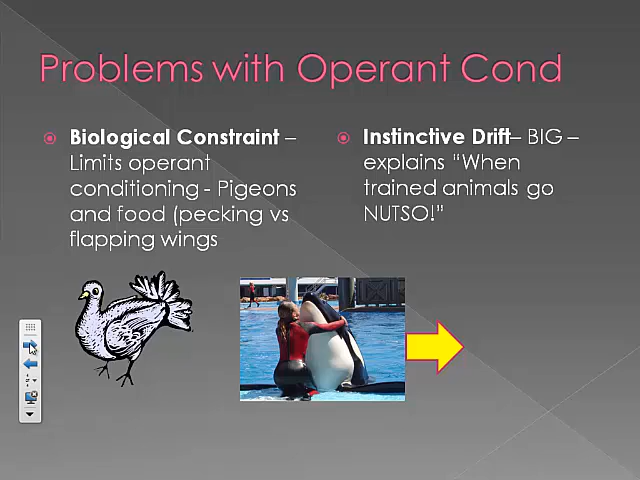 Problems with Operant Cond
Biological Constraint –
Limits operant
conditioning - Pigeons
and food (pecking vs
flapping wings
Instinctive Drift– BIG –
explains “When
trained animals go
NUTSO!”